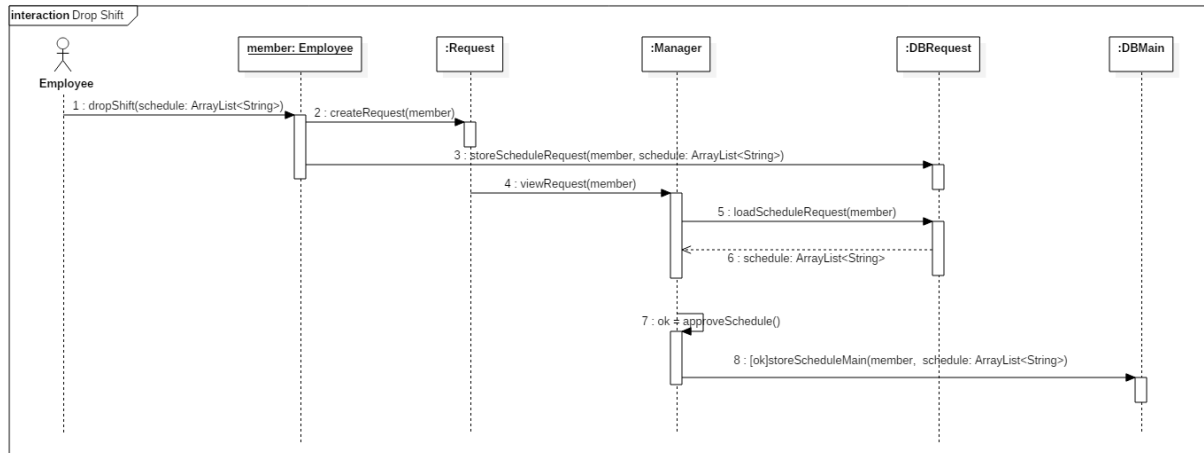 interaction Drop Shift
member: Employee
:Request
:Manager
:DBRequest
:DBMain
Employee
1 : dropShift(schedule: ArrayList<String>)
2 : createRequest(member)
3 : storeScheduleRequest(member, schedule: ArrayList<String>)
4 : viewRequest(member)
5 : loadScheduleRequest(member)
6 : schedule: ArrayList<String>
7 : ok = approveSchedule()
8 : [ok]storeScheduleMain(member, schedule: ArrayList<String>)